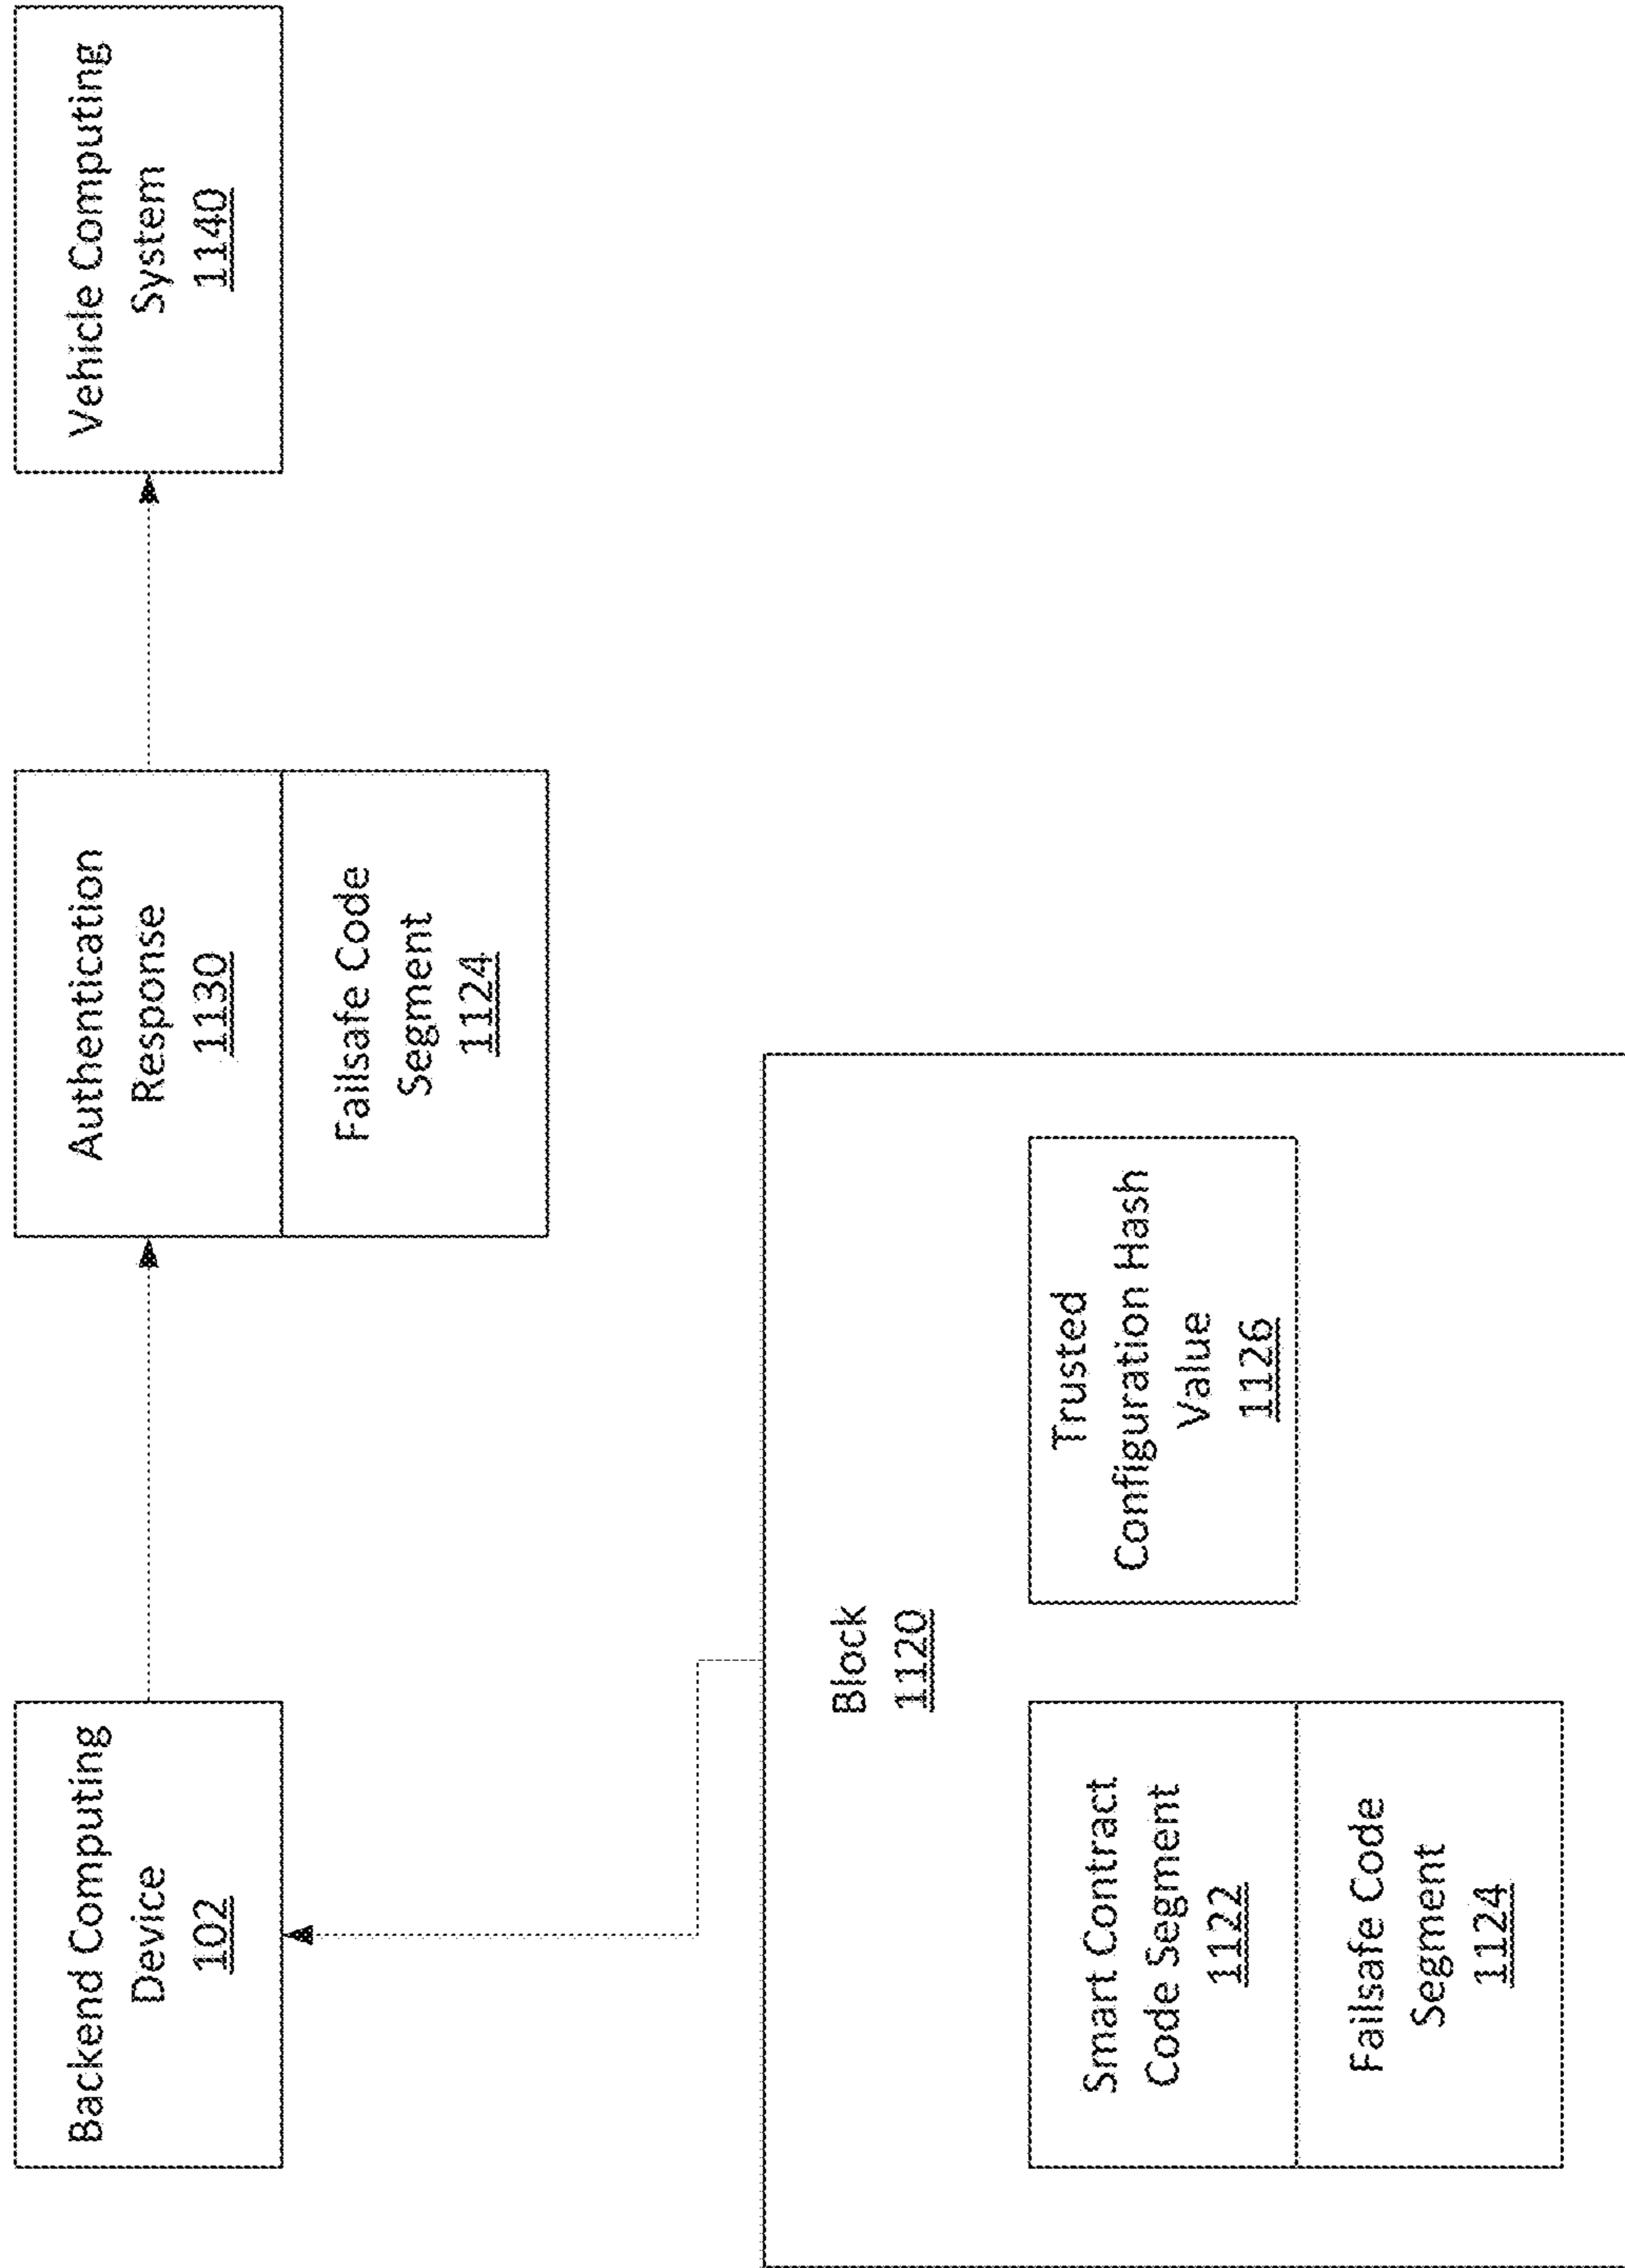 Backend Computing
Device
102
Authentication
Response
1130
Failsafe Code
Segment
1124
Vehicle Computing
System
1140
Block
1120
Smart Contract
Code Segment
1122
Failsafe Code
Segment
1124
Trusted
Configuration Hash
Value
1126